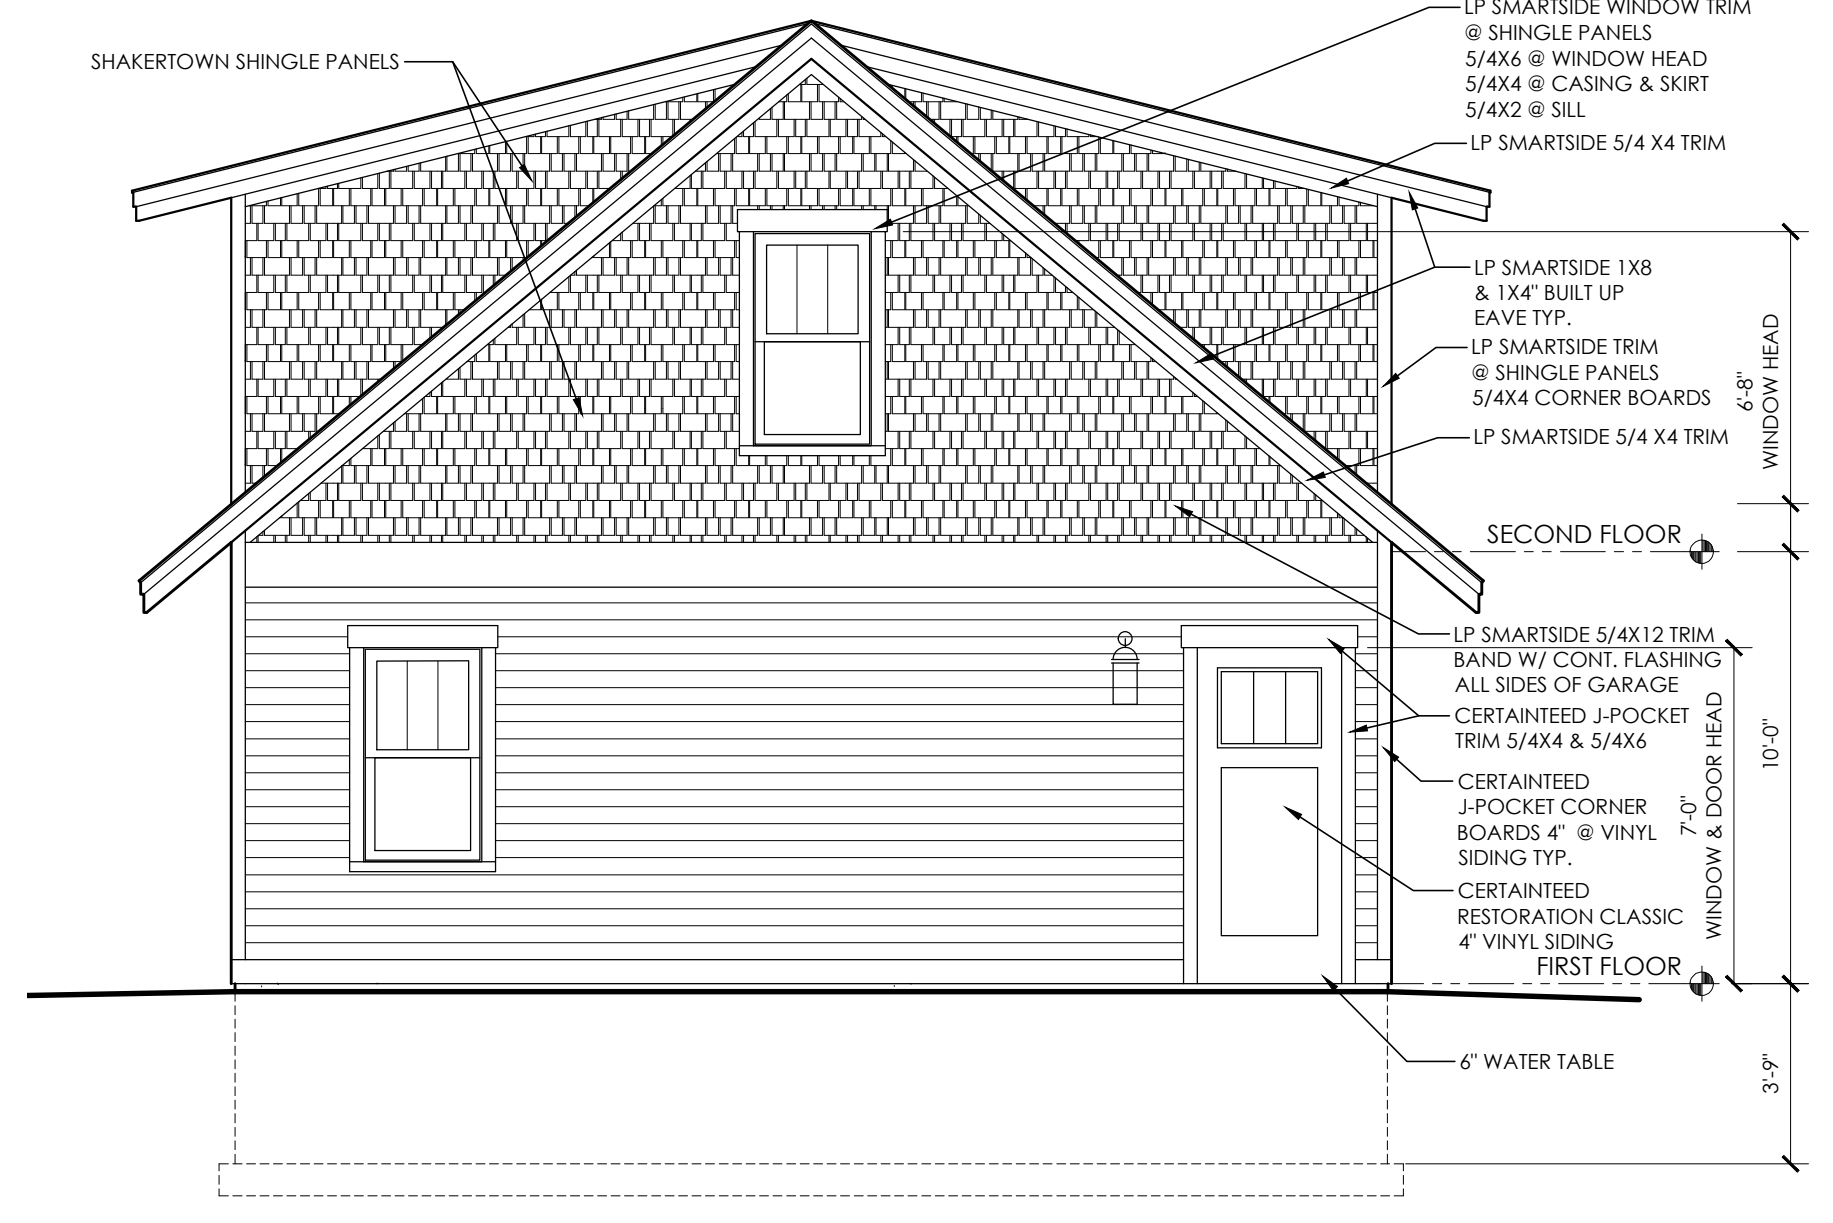 SHAKERTOWN SHINGLE PANELS
LP SMARTSIDE WINDOW TRIM
@ SHINGLE PANELS
5/4X6 @ WINDOW HEAD
5/4X4 @ CASING & SKIRT
5/4X2 @ SILL
LP SMARTSIDE 5/4 X4 TRIM
LP SMARTSIDE 1X8
& 1X4" BUILT UP
EAVE TYP.
LP SMARTSIDE TRIM
@ SHINGLE PANELS
5/4X4 CORNER BOARDS
LP SMARTSIDE 5/4 X4 TRIM
6'-8"
WINDOW HEAD
SECOND FLOOR
LP SMARTSIDE 5/4X12 TRIM
BAND W/ CONT. FLASHING
ALL SIDES OF GARAGE
CERTAINTEED J-POCKET
TRIM 5/4X4 & 5/4X6
CERTAINTEED
J-POCKET CORNER
BOARDS 4" @ VINYL
SIDING TYP.
CERTAINTEED
RESTORATION CLASSIC
4" VINYL SIDING
7'-0"
WINDOW & DOOR HEAD
10'-0"
FIRST FLOOR
6" WATER TABLE
3'-9"